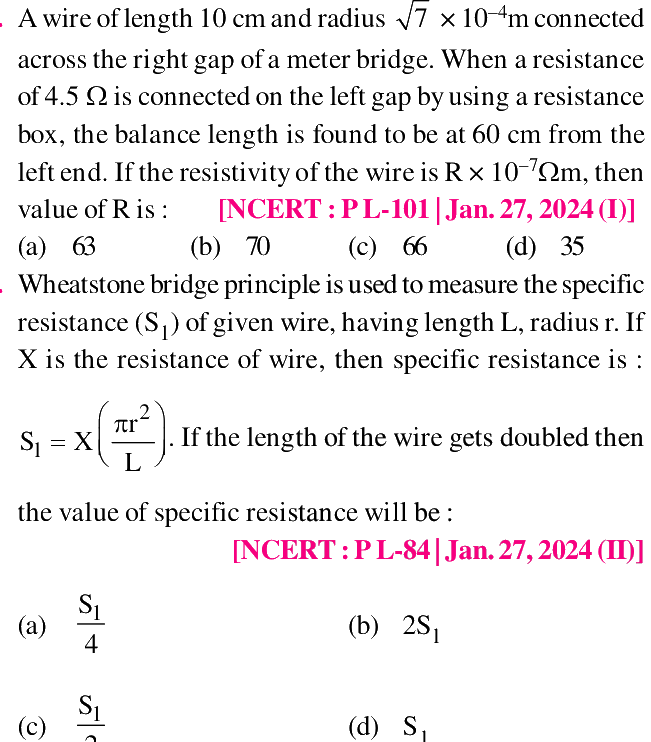 . A wire of length 10 cm and radius √7 × 10⁻⁴m connected
across the right gap of a meter bridge. When a resistance
of 4.5 Ω is connected on the left gap by using a resistance
box, the balance length is found to be at 60 cm from the
left end. If the resistivity of the wire is R × 10⁻⁷Ωm, then
value of R is : [NCERT : P L-101 | Jan. 27, 2024 (I)]
(a) 63 (b) 70 (c) 66 (d) 35
. Wheatstone bridge principle is used to measure the specific
resistance (S₁) of given wire, having length L, radius r. If
X is the resistance of wire, then specific resistance is :
S₁ = X(πr²/L). If the length of the wire gets doubled then
the value of specific resistance will be :
[NCERT : P L-84 | Jan. 27, 2024 (II)]
(a) S₁/4 (b) 2S₁
(c) S₁/2 (d) S₁